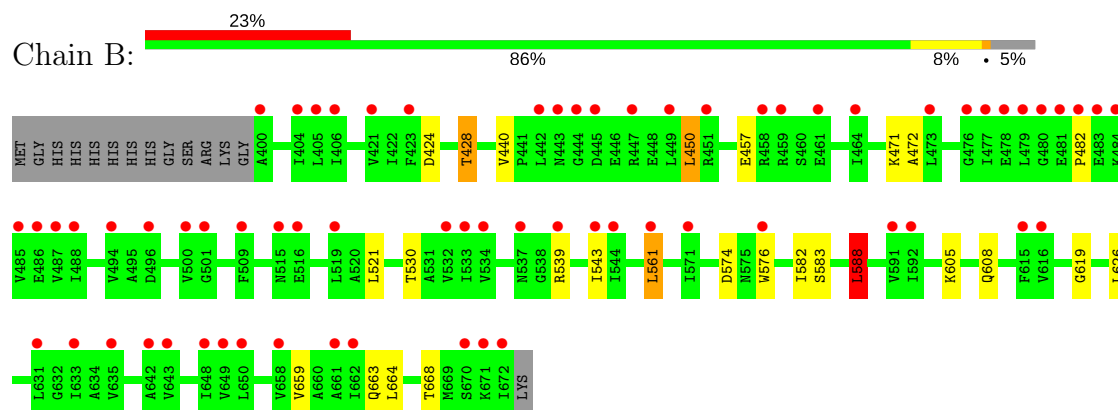 23%
Chain B:
86% 8% • 5%
MET GLY HIS HIS HIS HIS HIS HIS GLY SER ARG LYS GLY A400 I404 L405 I406 V421 I422 F423 D424 T428 V440 P441 L442 N443 G444 D445 E446 R447 E448 L449 L450 R451 E457 R458 R459 S460 E461 I464 K471 A472 L473 G476 I477 E478 L479 G480 E481 P482 E483
V485 E486 V487 I488 V494 A495 D496 V500 G501 F509 N515 E516 L519 A520 L521 T530 A531 V532 I533 V534 N537 G538 R539 I543 I544 L561 I571 D574 N575 W576 I582 S583 L588 V591 I592 K605 Q608 F615 V616 G619 L626
L631 G632 I633 A634 V635 A642 V643 I648 V649 L650 V658 V659 A660 A661 I662 Q663 L664 T668 M669 S670 K671 I672 LYS